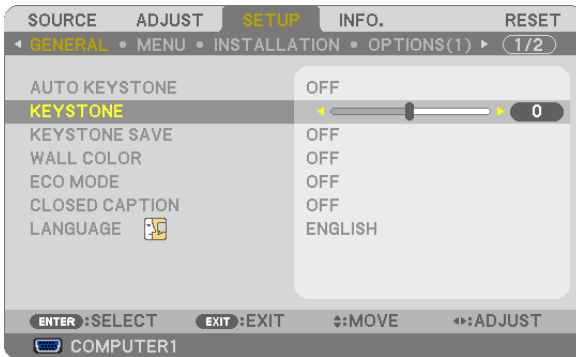 SOURCE ADJUST SETUP INFO. RESET
GENERAL • MENU • INSTALLATION • OPTIONS(1) 1/2
AUTO KEYSTONE OFF
KEYSTONE 0
KEYSTONE SAVE OFF
WALL COLOR OFF
ECO MODE OFF
CLOSED CAPTION OFF
LANGUAGE ENGLISH
ENTER :SELECT EXIT :EXIT :MOVE :ADJUST
COMPUTER1